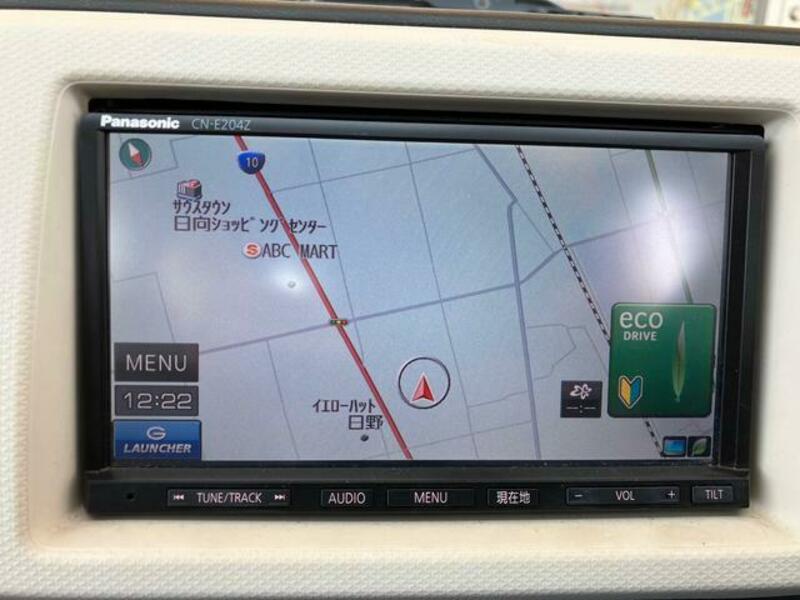 Panasonic CN-E204Z
10
サウスタウン
日向ショッピングセンター
S ABC MART
eco
DRIVE
MENU
12:22
イエローハット
日野
--:--
G
LAUNCHER
TUNE/TRACK
AUDIO
MENU
現在地
- VOL +
TILT